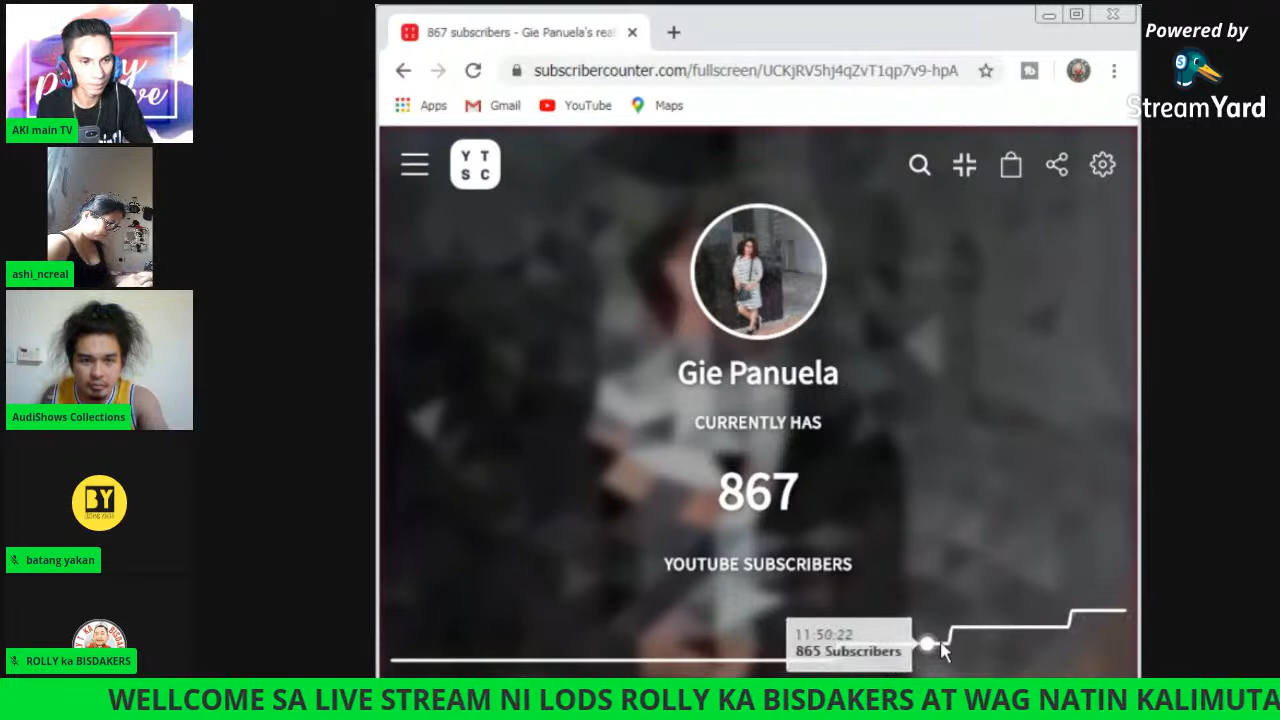 867 subscribers - Gie Panuela's rea
subscribercounter.com/fullscreen/UCKjRV5hj4qZvT1qp7v9-hpA
Apps
Gmail
YouTube
Maps
Powered by
StreamYard
AKI main TV
ashi_ncreal
AudiShows Collections
BY
batang yakan
ROLLY ka BISDAKERS
Y T
S C
Gie Panuela
CURRENTLY HAS
867
YOUTUBE SUBSCRIBERS
11:50:22
865 Subscribers
WELLCOME SA LIVE STREAM NI LODS ROLLY KA BISDAKERS AT WAG NATIN KALIMUTA